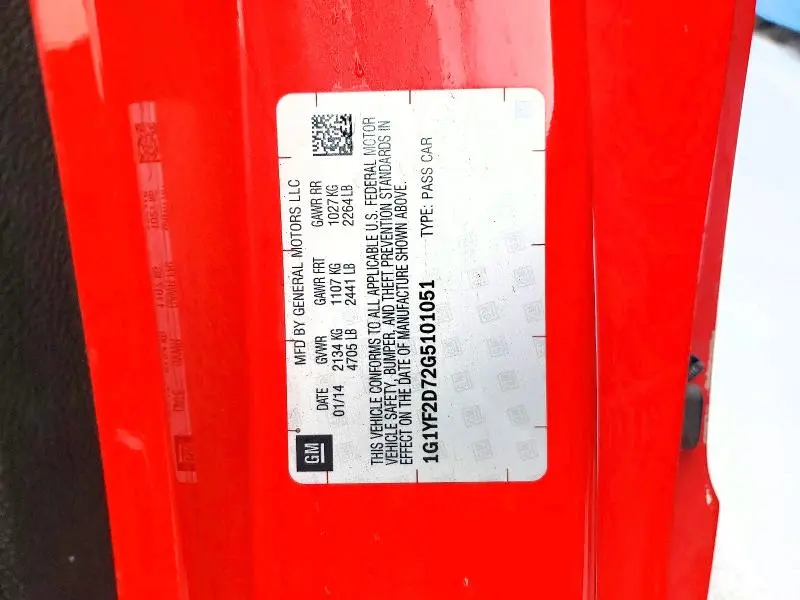 GM
MFD BY GENERAL MOTORS LLC
DATE GVWR GAWR FRT GAWR RR
01/14 2134 KG 1107 KG 1027 KG
4705 LB 2441 LB 2264 LB
THIS VEHICLE CONFORMS TO ALL APPLICABLE U.S. FEDERAL MOTOR
VEHICLE SAFETY, BUMPER, AND THEFT PREVENTION STANDARDS IN
EFFECT ON THE DATE OF MANUFACTURE SHOWN ABOVE.
1G1YF2D72G5101051 TYPE: PASS CAR